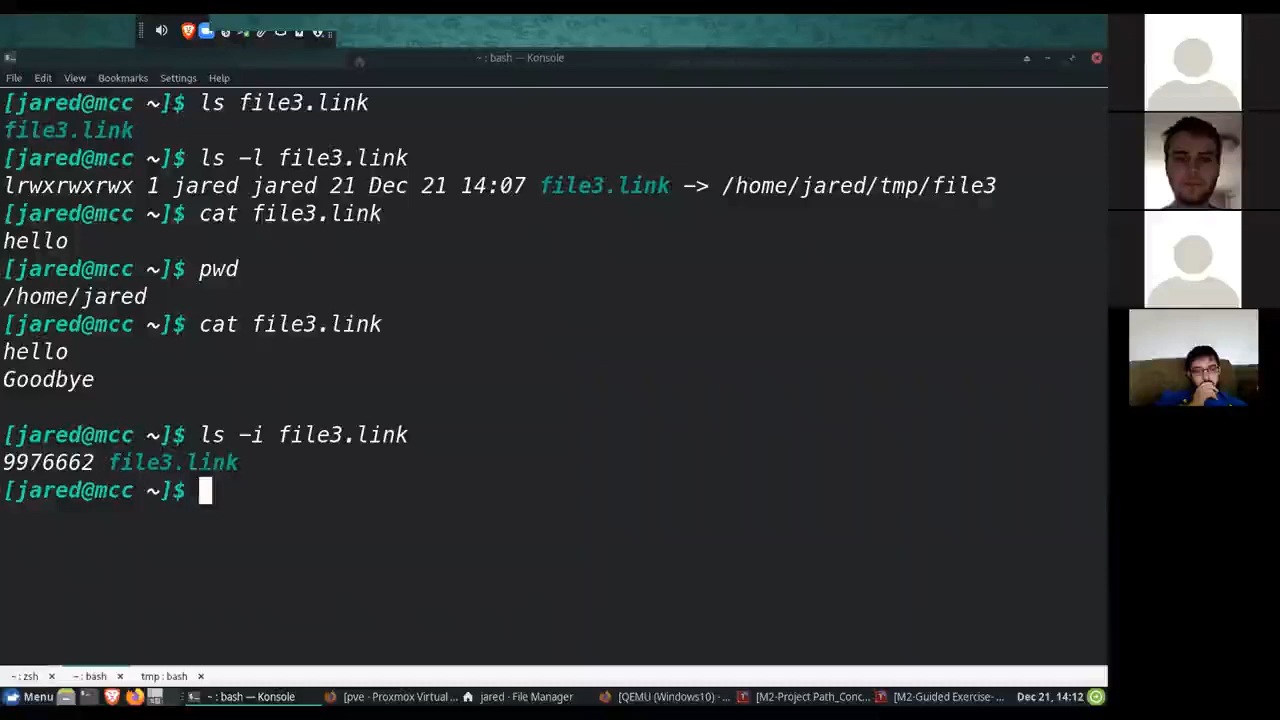 ~ : bash — Konsole
File Edit View Bookmarks Settings Help
[jared@mcc ~]$ ls file3.link
file3.link
[jared@mcc ~]$ ls -l file3.link
lrwxrwxrwx 1 jared jared 21 Dec 21 14:07 file3.link -> /home/jared/tmp/file3
[jared@mcc ~]$ cat file3.link
hello
[jared@mcc ~]$ pwd
/home/jared
[jared@mcc ~]$ cat file3.link
hello
Goodbye
[jared@mcc ~]$ ls -i file3.link
9976662 file3.link
[jared@mcc ~]$
~ : zsh ~ : bash tmp : bash
Menu ~ : bash — Konsole [pve - Proxmox Virtual ... jared - File Manager [QEMU (Windows10) - ... [M2-Project Path_Conc... [M2-Guided Exercise-... Dec 21, 14:12